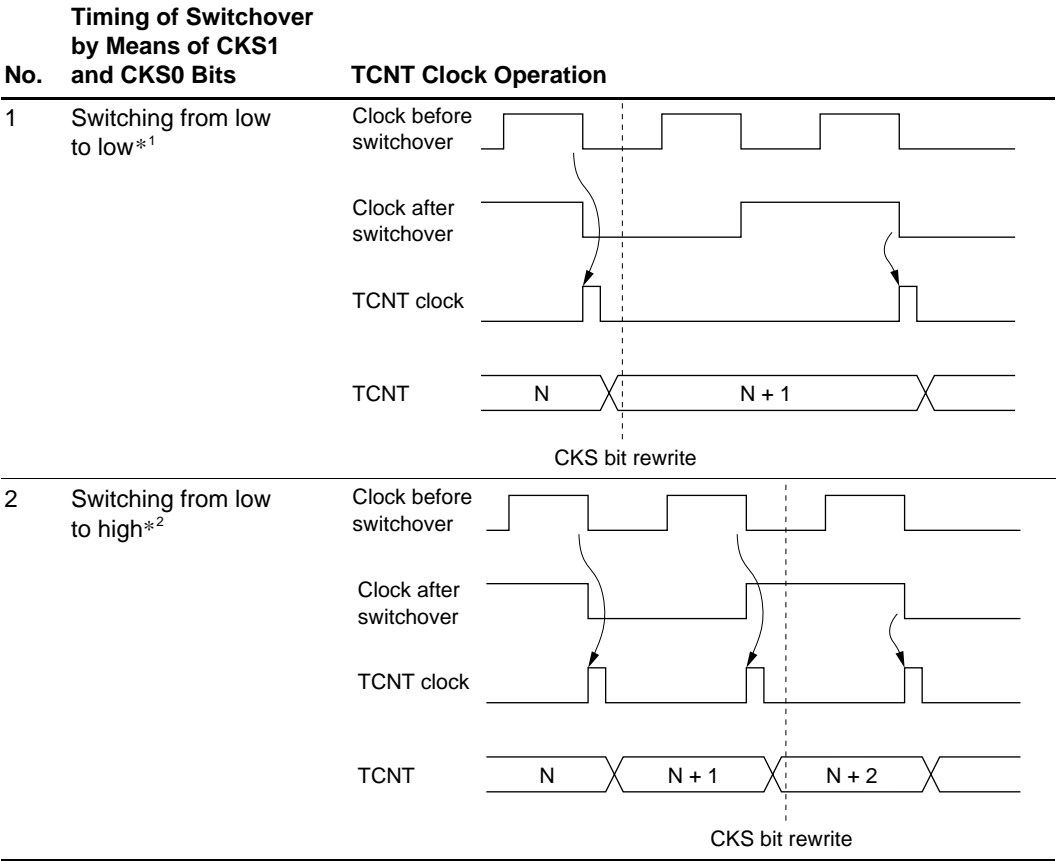 Timing of Switchover
by Means of CKS1
No. and CKS0 Bits TCNT Clock Operation
1 Switching from low
to low*1
Clock before
switchover
Clock after
switchover
TCNT clock
TCNT N N + 1
CKS bit rewrite
2 Switching from low
to high*2
Clock before
switchover
Clock after
switchover
TCNT clock
TCNT N N + 1 N + 2
CKS bit rewrite